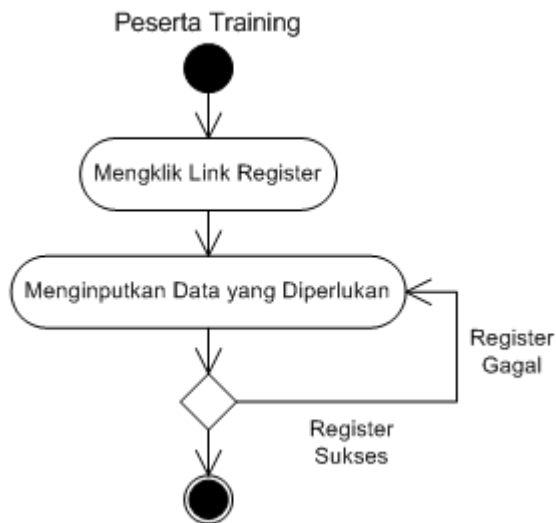 Peserta Training
Mengklik Link Register
Menginputkan Data yang Diperlukan
Register
Gagal
Register
Sukses